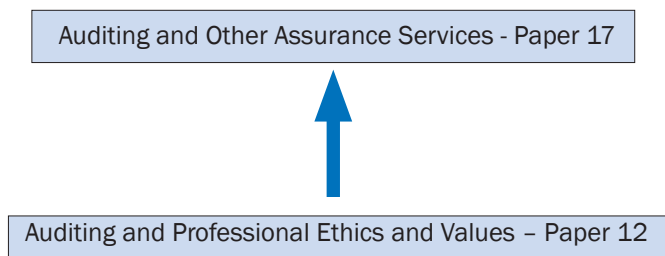 Auditing and Other Assurance Services - Paper 17
Auditing and Professional Ethics and Values – Paper 12